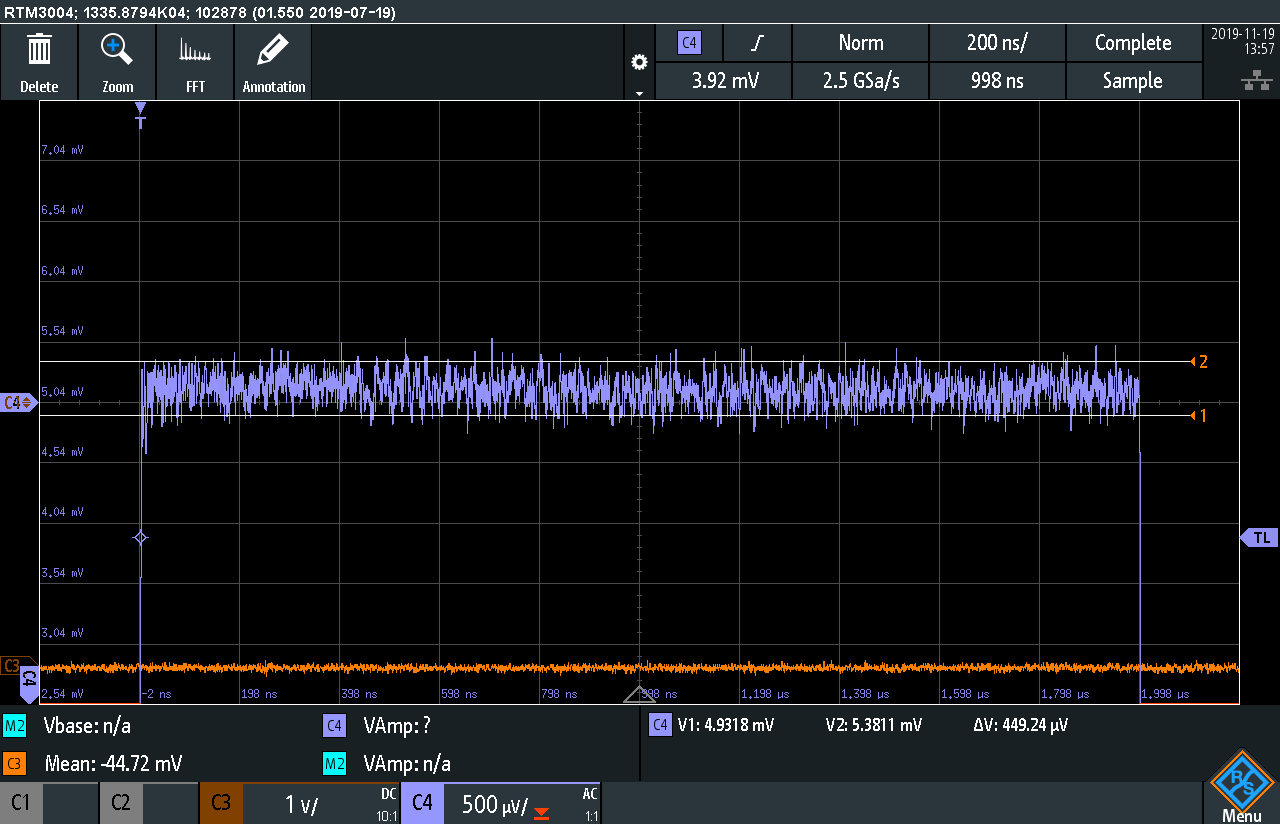 RTM3004; 1335.8794K04; 102878 (01.550 2019-07-19)
Delete
Zoom
FFT
Annotation
C4
Norm
200 ns/
Complete
2019-11-19
13:57
3.92 mV
2.5 GSa/s
998 ns
Sample
T
7.04 mV
6.54 mV
6.04 mV
5.54 mV
2
5.04 mV
C4
1
4.54 mV
4.04 mV
TL
3.54 mV
3.04 mV
C3
C4
2.54 mV
-2 ns
198 ns
398 ns
598 ns
798 ns
998 ns
1,198 µs
1,398 µs
1,598 µs
1,798 µs
1,998 µs
M2 Vbase: n/a
C4 VAmp: ?
C4 V1: 4.9318 mV V2: 5.3811 mV ΔV: 449.24 µV
C3 Mean: -44.72 mV
M2 VAmp: n/a
C1
C2
C3 1 V/ DC 10:1
C4 500 µV/ AC 1:1
R S
Menu